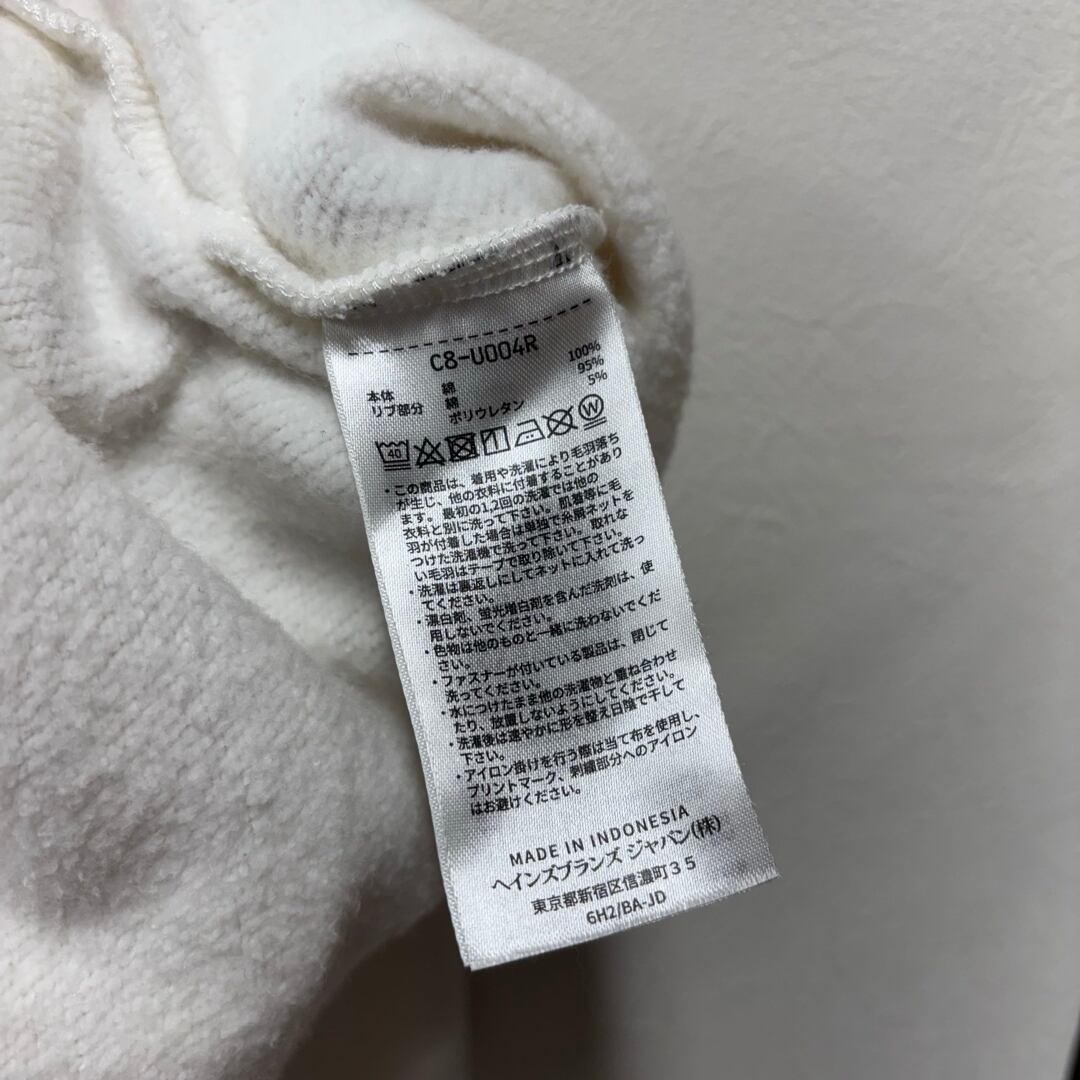 C8-U004R
本体 綿 100%
リブ部分 綿 95%
ポリウレタン 5%
40 W
・この商品は、着用や洗濯により毛羽落ち
が生じ、他の衣料に付着することがあり
ます。最初の1,2回の洗濯では他の
衣料と別に洗って下さい。肌着等に毛
羽が付着した場合は単独で糸屑ネットを
つけた洗濯機で洗って下さい。取れな
い毛羽はテープで取り除いて下さい。
・洗濯は裏返しにしてネットに入れて洗っ
てください。
・漂白剤、蛍光増白剤を含んだ洗剤は、使
用しないでください。
・色物は他のものと一緒に洗わないでくだ
さい。
・ファスナーが付いている製品は、閉じて
洗ってください。
・水につけたまま他の洗濯物と重ね合わせ
たり、放置しないようにしてください。
・洗濯後は速やかに形を整え日陰で干して
下さい。
・アイロン掛けを行う際は当て布を使用し、
プリントマーク、刺繍部分へのアイロン
はお避けください。
MADE IN INDONESIA
ヘインズブランズ ジャパン(株)
東京都新宿区信濃町35
6H2/BA-JD